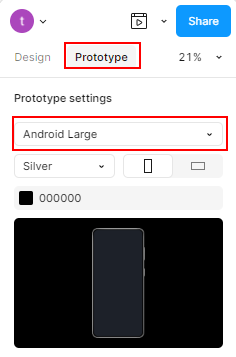 t
Share
Design Prototype 21%
Prototype settings
Android Large
Silver
000000